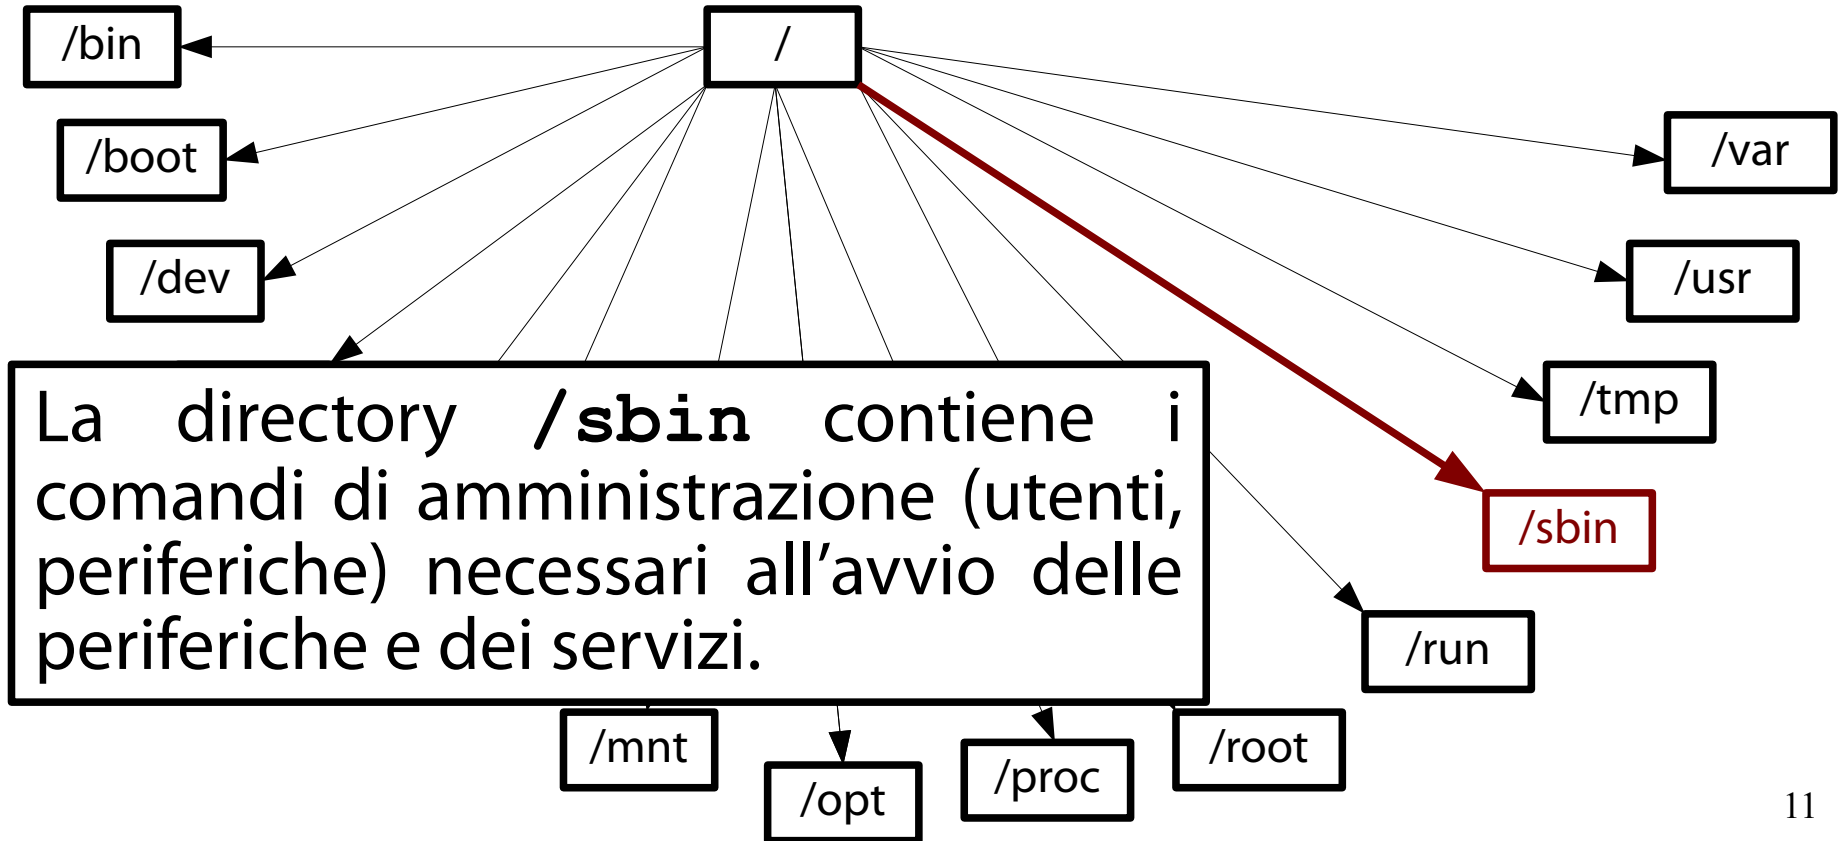 /bin
/
/boot
/var
/dev
/usr
/tmp
La directory /sbin contiene i
comandi di amministrazione (utenti,
periferiche) necessari all’avvio delle
periferiche e dei servizi.
/sbin
/run
/mnt
/opt
/proc
/root
11